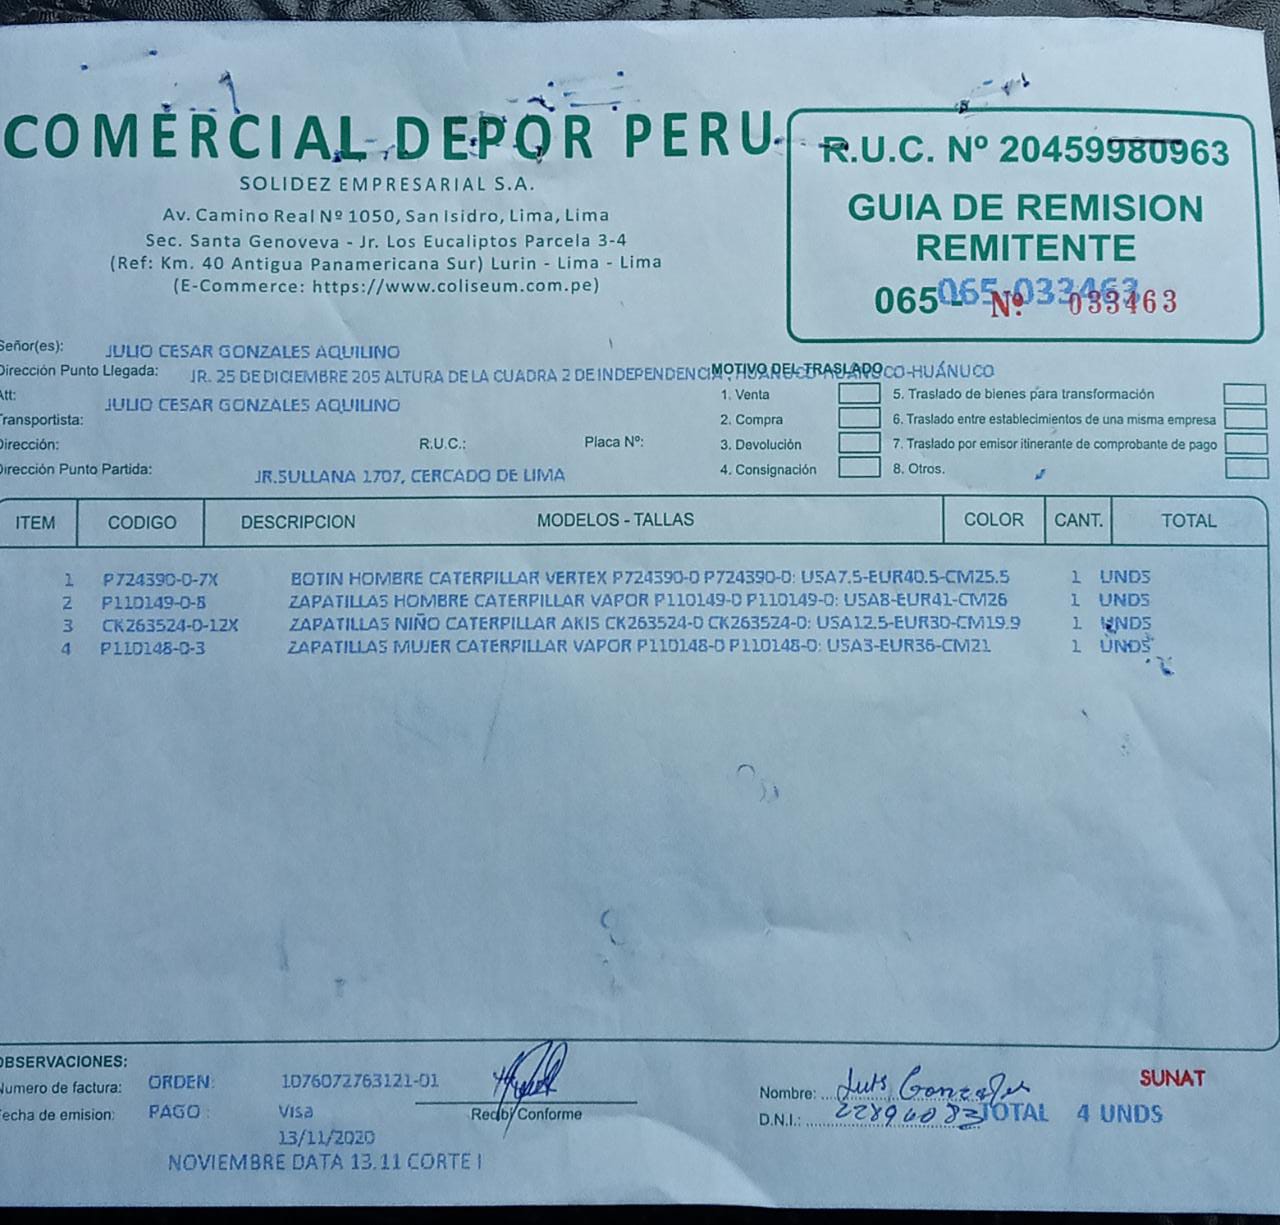 COMERCIAL DEPOR PERU
SOLIDEZ EMPRESARIAL S.A.
Av. Camino Real Nº 1050, San Isidro, Lima, Lima
Sec. Santa Genoveva - Jr. Los Eucaliptos Parcela 3-4
(Ref: Km. 40 Antigua Panamericana Sur) Lurin - Lima - Lima
(E-Commerce: https://www.coliseum.com.pe)
R.U.C. Nº 20459980963
GUIA DE REMISION
REMITENTE
065 - Nº 033463
065-033463
Señor(es): JULIO CESAR GONZALES AQUILINO
Dirección Punto Llegada: JR. 25 DE DICIEMBRE 205 ALTURA DE LA CUADRA 2 DE INDEPENDENCIA, HUANUCO-HUANUCO-HUÁNUCO
Att: JULIO CESAR GONZALES AQUILINO
Transportista:
Dirección: R.U.C.: Placa Nº:
Dirección Punto Partida: JR.SULLANA 1707, CERCADO DE LIMA
MOTIVO DEL TRASLADO
1. Venta
2. Compra
3. Devolución
4. Consignación
5. Traslado de bienes para transformación
6. Traslado entre establecimientos de una misma empresa
7. Traslado por emisor itinerante de comprobante de pago
8. Otros.
ITEM CODIGO DESCRIPCION MODELOS - TALLAS COLOR CANT. TOTAL
1 P724390-0-7X BOTIN HOMBRE CATERPILLAR VERTEX P724390-0 P724390-0: USA7.5-EUR40.5-CM25.5 1 UNDS
2 P110149-0-8 ZAPATILLAS HOMBRE CATERPILLAR VAPOR P110149-0 P110149-0: USA8-EUR41-CM26 1 UNDS
3 CK263524-0-12X ZAPATILLAS NIÑO CATERPILLAR AKIS CK263524-0 CK263524-0: USA12.5-EUR30-CM19.9 1 UNDS
4 P110148-0-3 ZAPATILLAS MUJER CATERPILLAR VAPOR P110148-0 P110148-0: USA3-EUR36-CM21 1 UNDS
OBSERVACIONES:
Numero de factura: ORDEN: 1076072763121-01
Fecha de emisión: PAGO : Visa
13/11/2020
NOVIEMBRE DATA 13.11 CORTE I
Recibí Conforme
Nombre: Luis Gonzales
D.N.I.: 22896083
TOTAL 4 UNDS
SUNAT